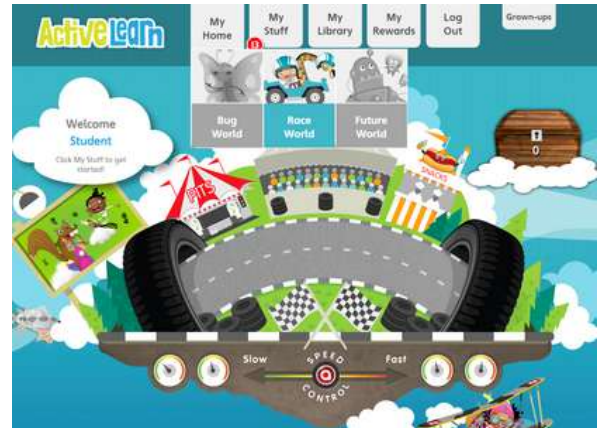 ActiveLearn
My
Home
My
Stuff
My
Library
My
Rewards
Log
Out
Grown-ups
13
Bug
World
Race
World
Future
World
Welcome
Student
Click My Stuff to get
started!
0
PITS
SNACKS
Slow
SPEED
Fast
CONTROL